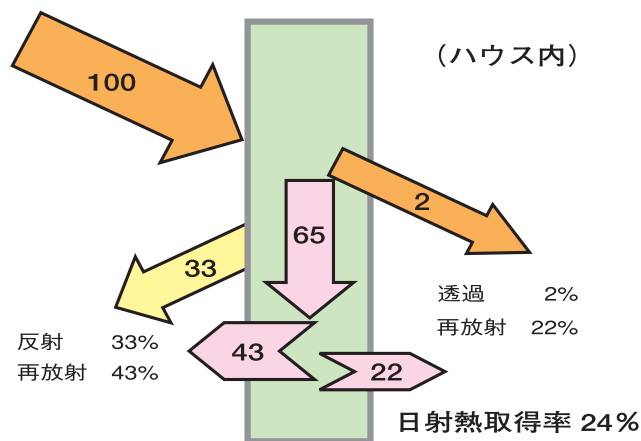 (ハウス内)
100
2
65
33
透過 2%
再放射 22%
反射 33%
再放射 43%
43
22
日射熱取得率 24%